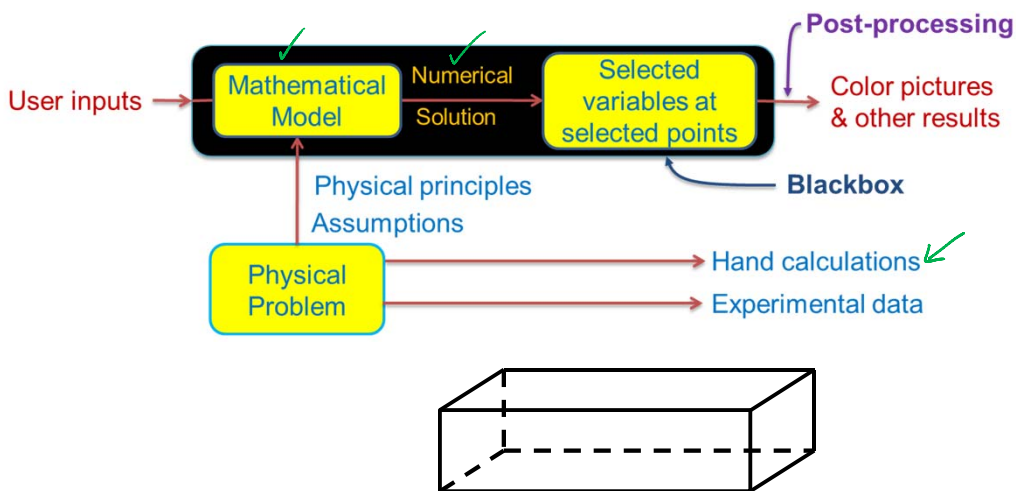 Post-processing
User inputs
Mathematical
Model
Numerical
Solution
Selected
variables at
selected points
Color pictures
& other results
Blackbox
Physical principles
Assumptions
Physical
Problem
Hand calculations
Experimental data